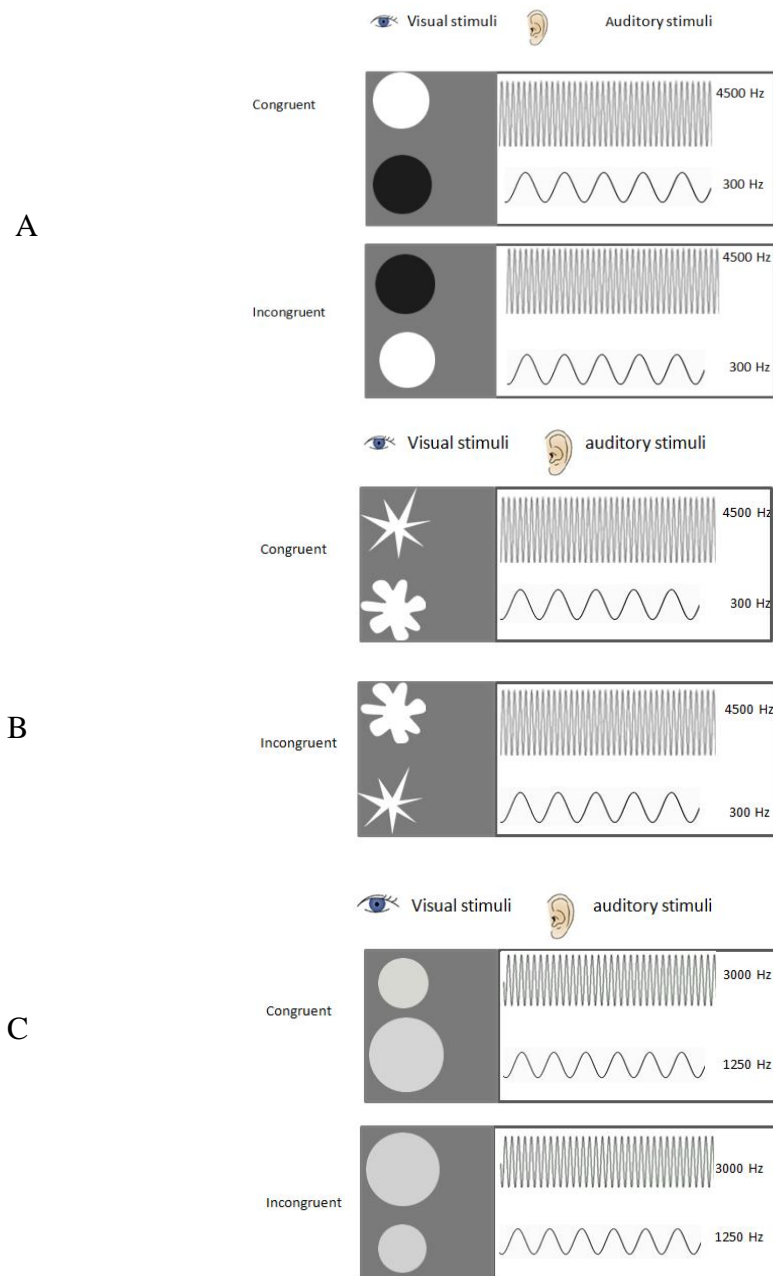 Visual stimuli Auditory stimuli
Congruent
4500 Hz
300 Hz
A
Incongruent
4500 Hz
300 Hz
Visual stimuli auditory stimuli
Congruent
4500 Hz
300 Hz
B
Incongruent
4500 Hz
300 Hz
Visual stimuli auditory stimuli
Congruent
3000 Hz
C
1250 Hz
Incongruent
3000 Hz
1250 Hz